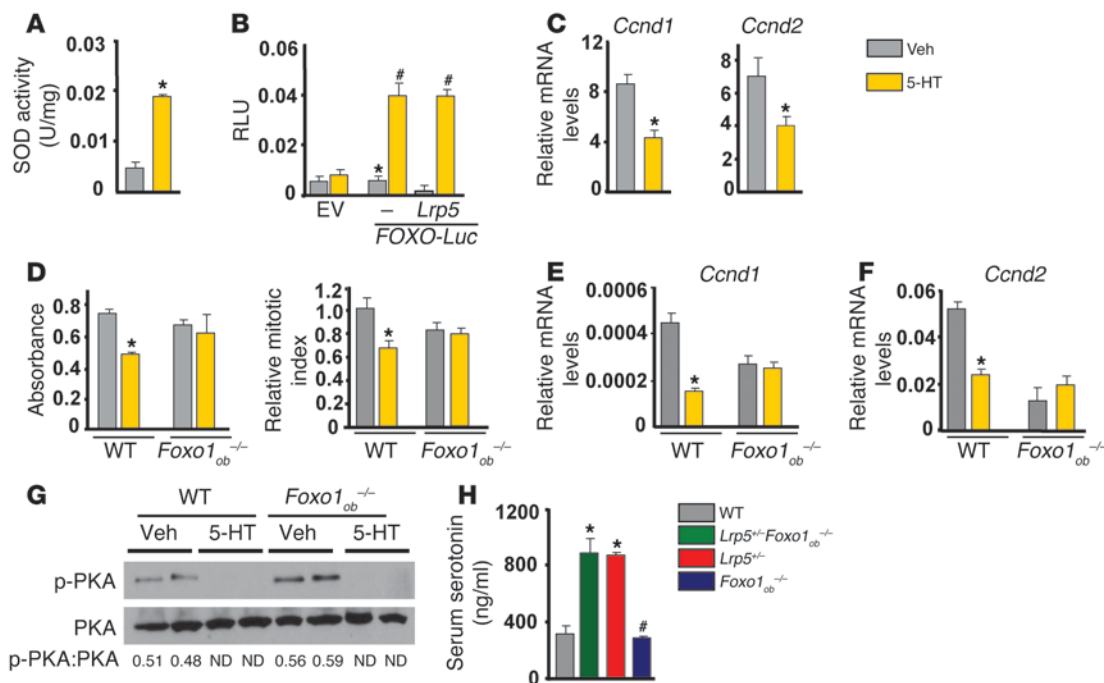 A
SOD activity
(U/mg)
0.03
0.02
0.01
0
*
B
RLU
0.06
0.04
0.02
0
*
#
#
EV
–
Lrp5
FOXO-Luc
C
Ccnd1
Relative mRNA
levels
12
8
4
0
*
Ccnd2
8
6
4
2
0
*
Veh
5-HT
D
Absorbance
0.8
0.6
0.4
0.2
0
*
WT
Foxo1ob–/–
Relative mitotic
index
1.2
1.0
0.8
0.6
0.4
0.2
0
*
WT
Foxo1ob–/–
E
Ccnd1
Relative mRNA
levels
0.0006
0.0004
0.0002
0
*
WT
Foxo1ob–/–
F
Ccnd2
Relative mRNA
levels
0.06
0.04
0.02
0
*
WT
Foxo1ob–/–
G
WT
Foxo1ob–/–
Veh
5-HT
Veh
5-HT
p-PKA
PKA
p-PKA:PKA
0.51 0.48 ND ND 0.56 0.59 ND ND
H
Serum serotonin
(ng/ml)
1200
800
400
0
*
*
#
WT
Lrp5+/–Foxo1ob–/–
Lrp5+/–
Foxo1ob–/–